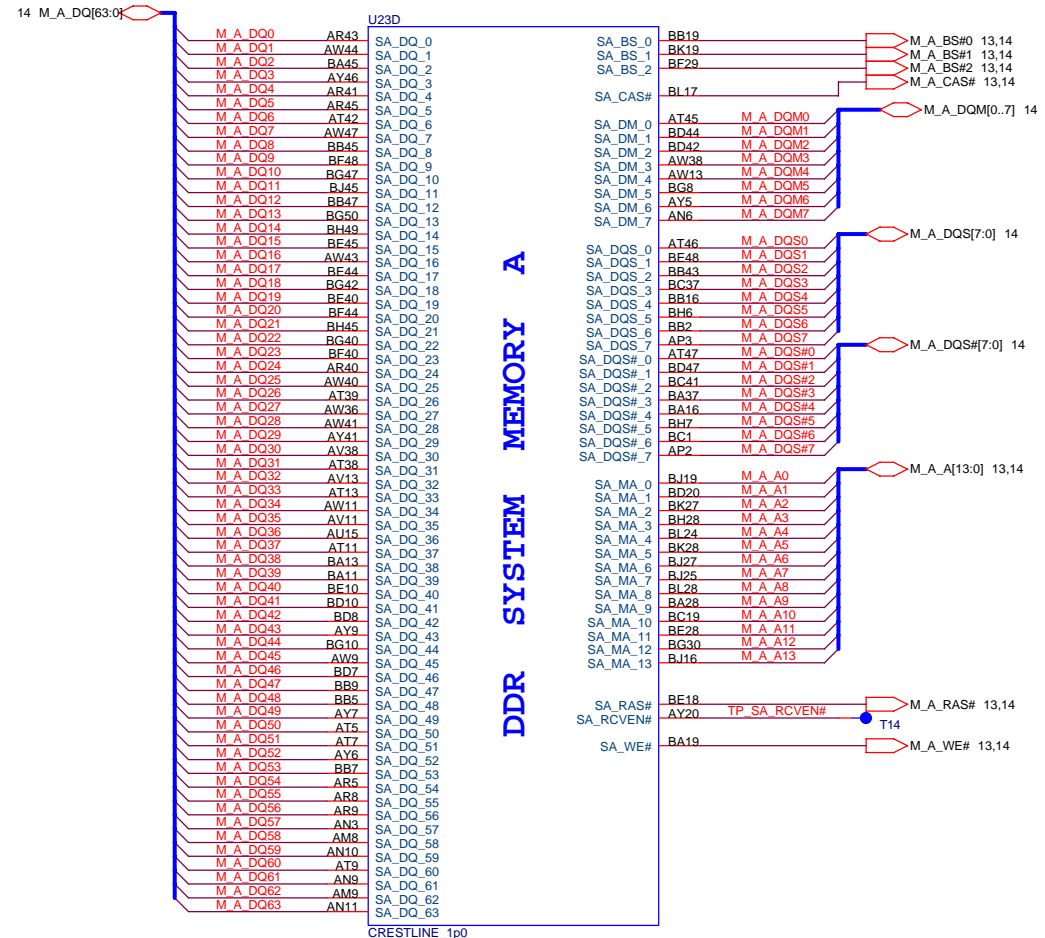 14 M_A_DQ[63:0]
U23D
M_A_DQ0 AR43 SA_DQ_0
M_A_DQ1 AW44 SA_DQ_1
M_A_DQ2 BA45 SA_DQ_2
M_A_DQ3 AY46 SA_DQ_3
M_A_DQ4 AR41 SA_DQ_4
M_A_DQ5 AR45 SA_DQ_5
M_A_DQ6 AT42 SA_DQ_6
M_A_DQ7 AW47 SA_DQ_7
M_A_DQ8 BB45 SA_DQ_8
M_A_DQ9 BF48 SA_DQ_9
M_A_DQ10 BG47 SA_DQ_10
M_A_DQ11 BJ45 SA_DQ_11
M_A_DQ12 BB47 SA_DQ_12
M_A_DQ13 BG50 SA_DQ_13
M_A_DQ14 BH49 SA_DQ_14
M_A_DQ15 BE45 SA_DQ_15
M_A_DQ16 AW43 SA_DQ_16
M_A_DQ17 BE44 SA_DQ_17
M_A_DQ18 BG42 SA_DQ_18
M_A_DQ19 BE40 SA_DQ_19
M_A_DQ20 BF44 SA_DQ_20
M_A_DQ21 BH45 SA_DQ_21
M_A_DQ22 BG40 SA_DQ_22
M_A_DQ23 BF40 SA_DQ_23
M_A_DQ24 AR40 SA_DQ_24
M_A_DQ25 AW40 SA_DQ_25
M_A_DQ26 AT39 SA_DQ_26
M_A_DQ27 AW36 SA_DQ_27
M_A_DQ28 AW41 SA_DQ_28
M_A_DQ29 AY41 SA_DQ_29
M_A_DQ30 AV38 SA_DQ_30
M_A_DQ31 AT38 SA_DQ_31
M_A_DQ32 AV13 SA_DQ_32
M_A_DQ33 AT13 SA_DQ_33
M_A_DQ34 AW11 SA_DQ_34
M_A_DQ35 AV11 SA_DQ_35
M_A_DQ36 AU15 SA_DQ_36
M_A_DQ37 AT11 SA_DQ_37
M_A_DQ38 BA13 SA_DQ_38
M_A_DQ39 BA11 SA_DQ_39
M_A_DQ40 BE10 SA_DQ_40
M_A_DQ41 BD10 SA_DQ_41
M_A_DQ42 BD8 SA_DQ_42
M_A_DQ43 AY9 SA_DQ_43
M_A_DQ44 BG10 SA_DQ_44
M_A_DQ45 AW9 SA_DQ_45
M_A_DQ46 BD7 SA_DQ_46
M_A_DQ47 BB9 SA_DQ_47
M_A_DQ48 BB5 SA_DQ_48
M_A_DQ49 AY7 SA_DQ_49
M_A_DQ50 AT5 SA_DQ_50
M_A_DQ51 AT7 SA_DQ_51
M_A_DQ52 AY6 SA_DQ_52
M_A_DQ53 BB7 SA_DQ_53
M_A_DQ54 AR5 SA_DQ_54
M_A_DQ55 AR8 SA_DQ_55
M_A_DQ56 AR9 SA_DQ_56
M_A_DQ57 AN3 SA_DQ_57
M_A_DQ58 AM8 SA_DQ_58
M_A_DQ59 AN10 SA_DQ_59
M_A_DQ60 AT9 SA_DQ_60
M_A_DQ61 AN9 SA_DQ_61
M_A_DQ62 AM9 SA_DQ_62
M_A_DQ63 AN11 SA_DQ_63
DDR SYSTEM MEMORY A
SA_BS_0 BB19 M_A_BS#0 13,14
SA_BS_1 BK19 M_A_BS#1 13,14
SA_BS_2 BF29 M_A_BS#2 13,14
SA_CAS# BL17 M_A_CAS# 13,14
M_A_DQM[0..7] 14
SA_DM_0 AT45 M_A_DQM0
SA_DM_1 BD44 M_A_DQM1
SA_DM_2 BD42 M_A_DQM2
SA_DM_3 AW38 M_A_DQM3
SA_DM_4 AW13 M_A_DQM4
SA_DM_5 BG8 M_A_DQM5
SA_DM_6 AY5 M_A_DQM6
SA_DM_7 AN6 M_A_DQM7
M_A_DQS[7:0] 14
SA_DQS_0 AT46 M_A_DQS0
SA_DQS_1 BE48 M_A_DQS1
SA_DQS_2 BB43 M_A_DQS2
SA_DQS_3 BC37 M_A_DQS3
SA_DQS_4 BB16 M_A_DQS4
SA_DQS_5 BH6 M_A_DQS5
SA_DQS_6 BB2 M_A_DQS6
SA_DQS_7 AP3 M_A_DQS7
M_A_DQS#[7:0] 14
SA_DQS#_0 AT47 M_A_DQS#0
SA_DQS#_1 BD47 M_A_DQS#1
SA_DQS#_2 BC41 M_A_DQS#2
SA_DQS#_3 BA37 M_A_DQS#3
SA_DQS#_4 BA16 M_A_DQS#4
SA_DQS#_5 BH7 M_A_DQS#5
SA_DQS#_6 BC1 M_A_DQS#6
SA_DQS#_7 AP2 M_A_DQS#7
M_A_A[13:0] 13,14
SA_MA_0 BJ19 M_A_A0
SA_MA_1 BD20 M_A_A1
SA_MA_2 BK27 M_A_A2
SA_MA_3 BH28 M_A_A3
SA_MA_4 BL24 M_A_A4
SA_MA_5 BK28 M_A_A5
SA_MA_6 BJ27 M_A_A6
SA_MA_7 BJ25 M_A_A7
SA_MA_8 BL28 M_A_A8
SA_MA_9 BA28 M_A_A9
SA_MA_10 BC19 M_A_A10
SA_MA_11 BE28 M_A_A11
SA_MA_12 BG30 M_A_A12
SA_MA_13 BJ16 M_A_A13
SA_RAS# BE18 M_A_RAS# 13,14
SA_RCVEN# AY20 TP_SA_RCVEN# T14
SA_WE# BA19 M_A_WE# 13,14
CRESTLINE_1p0